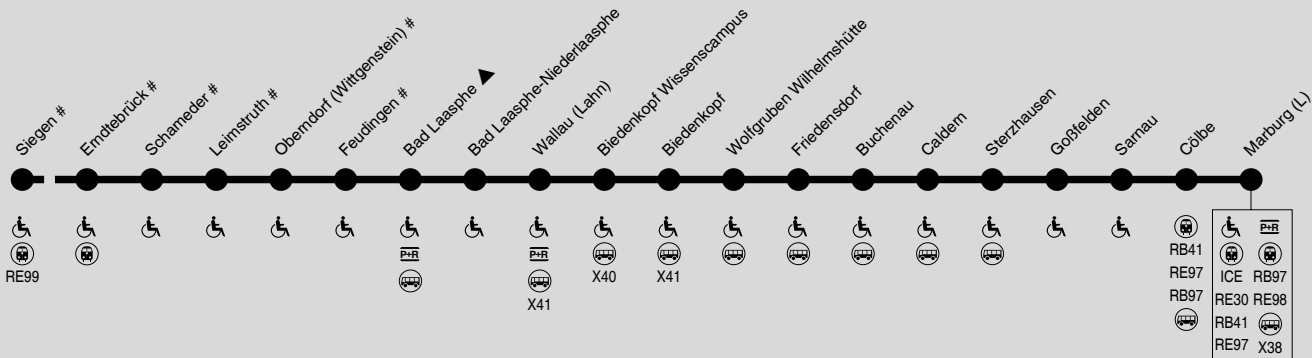 Siegen #
Erndtebrück #
Schameder #
Leimstruth #
Oberndorf (Wittgenstein) #
Feudingen #
Bad Laasphe ▲
Bad Laasphe-Niederlaasphe
Wallau (Lahn)
Biedenkopf Wissenscampus
Biedenkopf
Wolfgruben Wilhelmshütte
Friedensdorf
Buchenau
Caldern
Sterzhausen
Goßfelden
Sarnau
Cölbe
Marburg (L)
RE99
P+R
P+R
X41
X40
X41
RB41
RE97
RB97
P+R
ICE RB97
RE30 RE98
RB41
RE97 X38